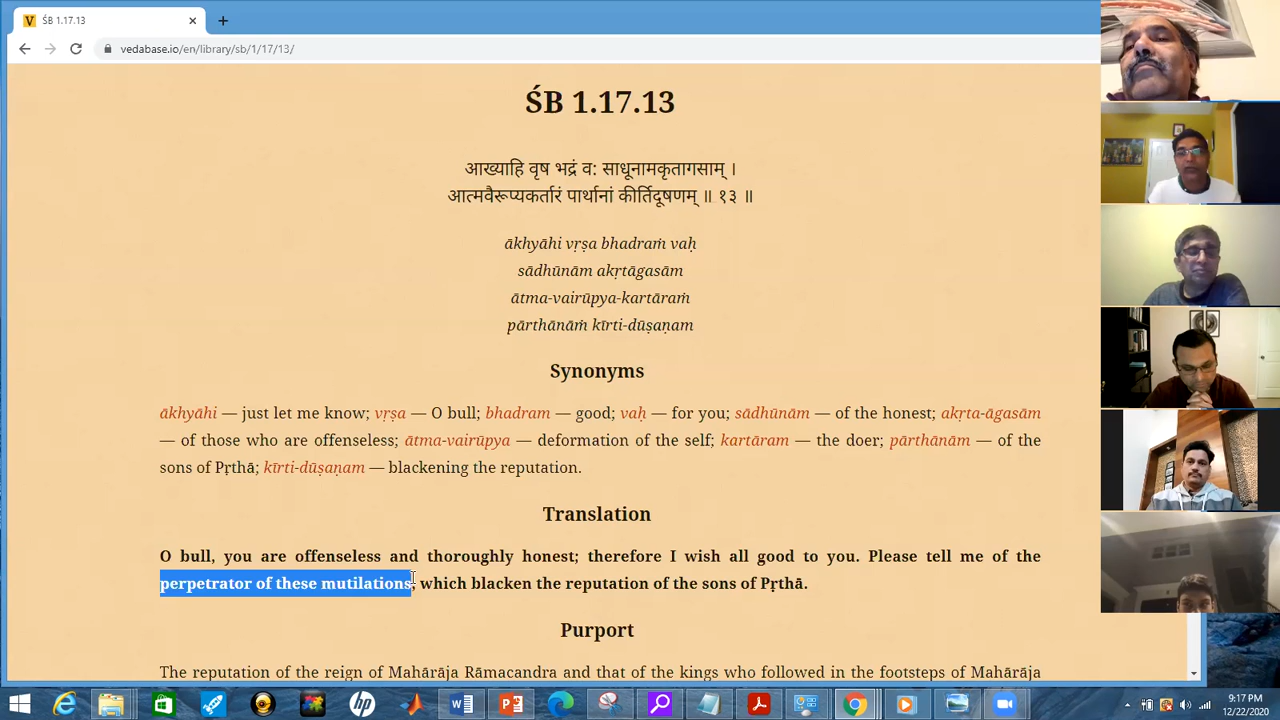 ŚB 1.17.13
vedabase.io/en/library/sb/1/17/13/
ŚB 1.17.13
आख्याहि वृष भद्रं व: साधूनामकृतागसाम् ।
आत्मवैरूप्यकर्तारं पार्थानां कीर्तिदूषणम् ॥ १३ ॥
ākhyāhi vṛṣa bhadraṁ vaḥ
sādhūnām akṛtāgasām
ātma-vairūpya-kartāraṁ
pārthānāṁ kīrti-dūṣaṇam
Synonyms
ākhyāhi — just let me know; vṛṣa — O bull; bhadram — good; vaḥ — for you; sādhūnām — of the honest; akṛta-āgasām
— of those who are offenseless; ātma-vairūpya — deformation of the self; kartāram — the doer; pārthānām — of the
sons of Pṛthā; kīrti-dūṣaṇam — blackening the reputation.
Translation
O bull, you are offenseless and thoroughly honest; therefore I wish all good to you. Please tell me of the
perpetrator of these mutilations, which blacken the reputation of the sons of Pṛthā.
Purport
The reputation of the reign of Mahārāja Rāmacandra and that of the kings who followed in the footsteps of Mahārāja
9:17 PM
12/22/2020